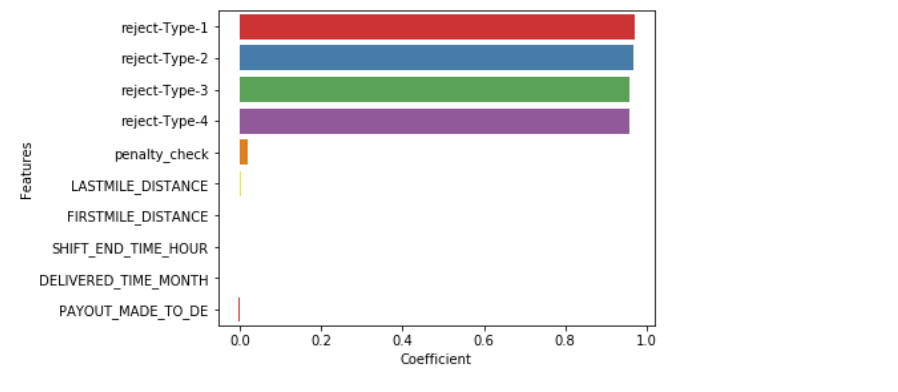 Features
reject-Type-1
reject-Type-2
reject-Type-3
reject-Type-4
penalty_check
LASTMILE_DISTANCE
FIRSTMILE_DISTANCE
SHIFT_END_TIME_HOUR
DELIVERED_TIME_MONTH
PAYOUT_MADE_TO_DE
0.0 0.2 0.4 0.6 0.8 1.0
Coefficient